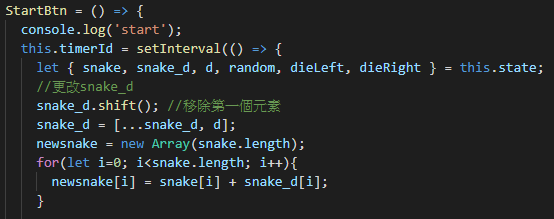 StartBtn = () => {
console.log('start');
this.timerId = setInterval(() => {
let { snake, snake_d, d, random, dieLeft, dieRight } = this.state;
//更改snake_d
snake_d.shift(); //移除第一個元素
snake_d = [...snake_d, d];
newsnake = new Array(snake.length);
for(let i=0; i<snake.length; i++){
newsnake[i] = snake[i] + snake_d[i];
}